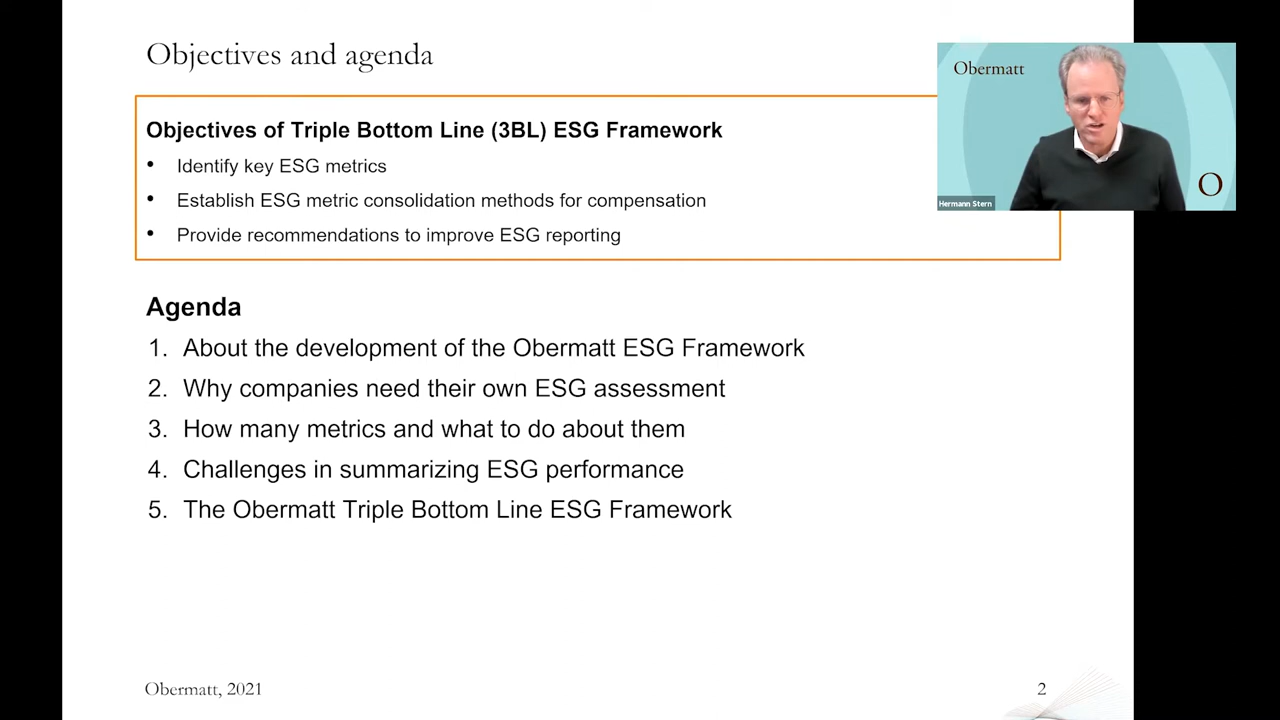 Objectives and agenda
Obermatt
O
Hermann Stern
Objectives of Triple Bottom Line (3BL) ESG Framework
• Identify key ESG metrics
• Establish ESG metric consolidation methods for compensation
• Provide recommendations to improve ESG reporting
Agenda
1. About the development of the Obermatt ESG Framework
2. Why companies need their own ESG assessment
3. How many metrics and what to do about them
4. Challenges in summarizing ESG performance
5. The Obermatt Triple Bottom Line ESG Framework
Obermatt, 2021
2